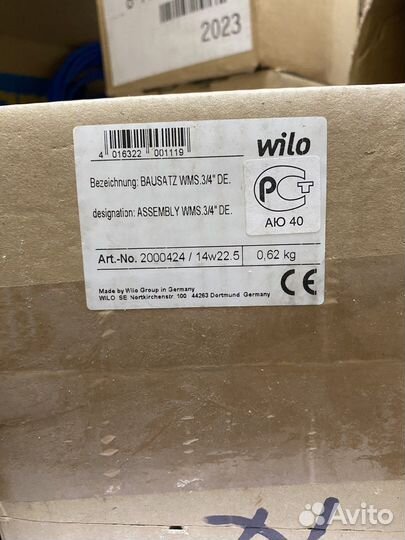 2023
wilo
4 016322 001119
Bezeichnung: BAUSATZ WMS.3/4" DE.
designation: ASSEMBLY WMS.3/4" DE.
РСТ
АЮ 40
Art.-No. 2000424 / 14w22.5
0,62 kg
Made by Wilo Group in Germany
WILO SE Nortkirchenstr. 100 44263 Dortmund Germany
CE
Avito